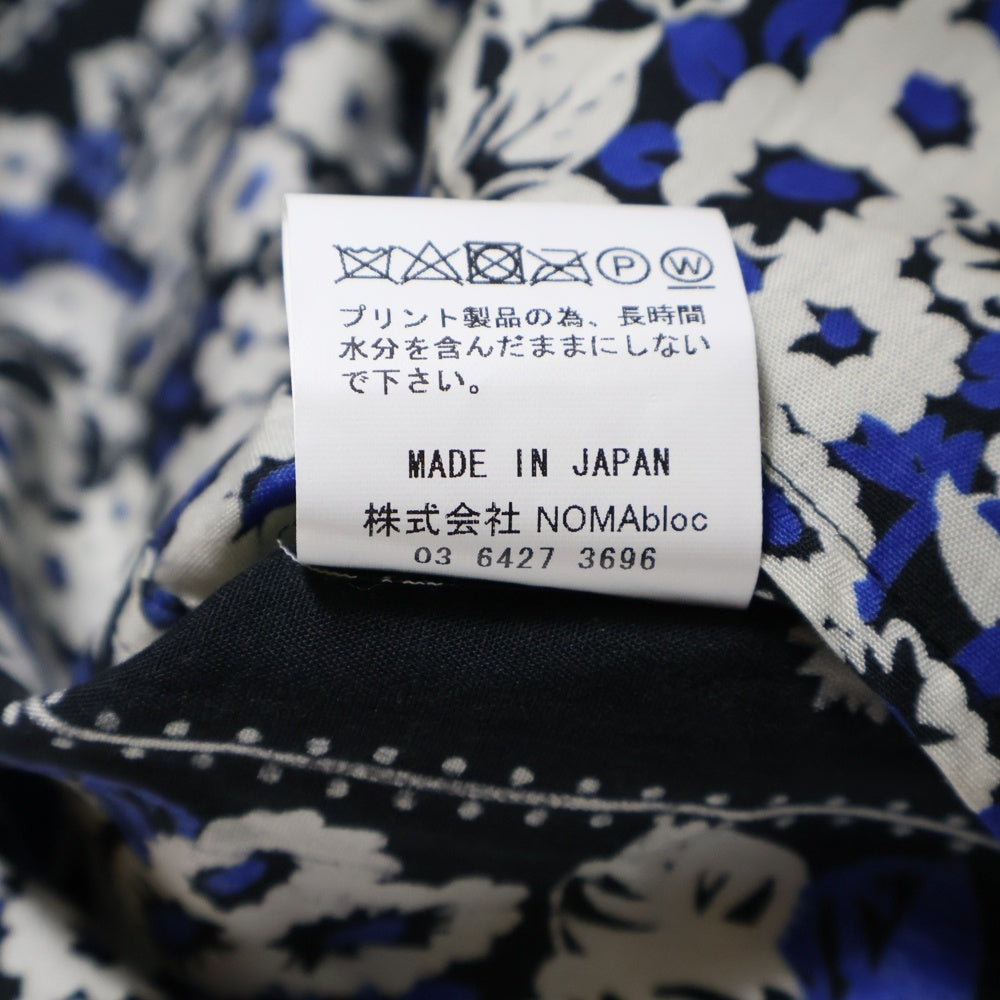 Ⓟ Ⓦ
プリント製品の為、長時間
水分を含んだままにしない
で下さい。
MADE IN JAPAN
株式会社 NOMAbloc
03 6427 3696